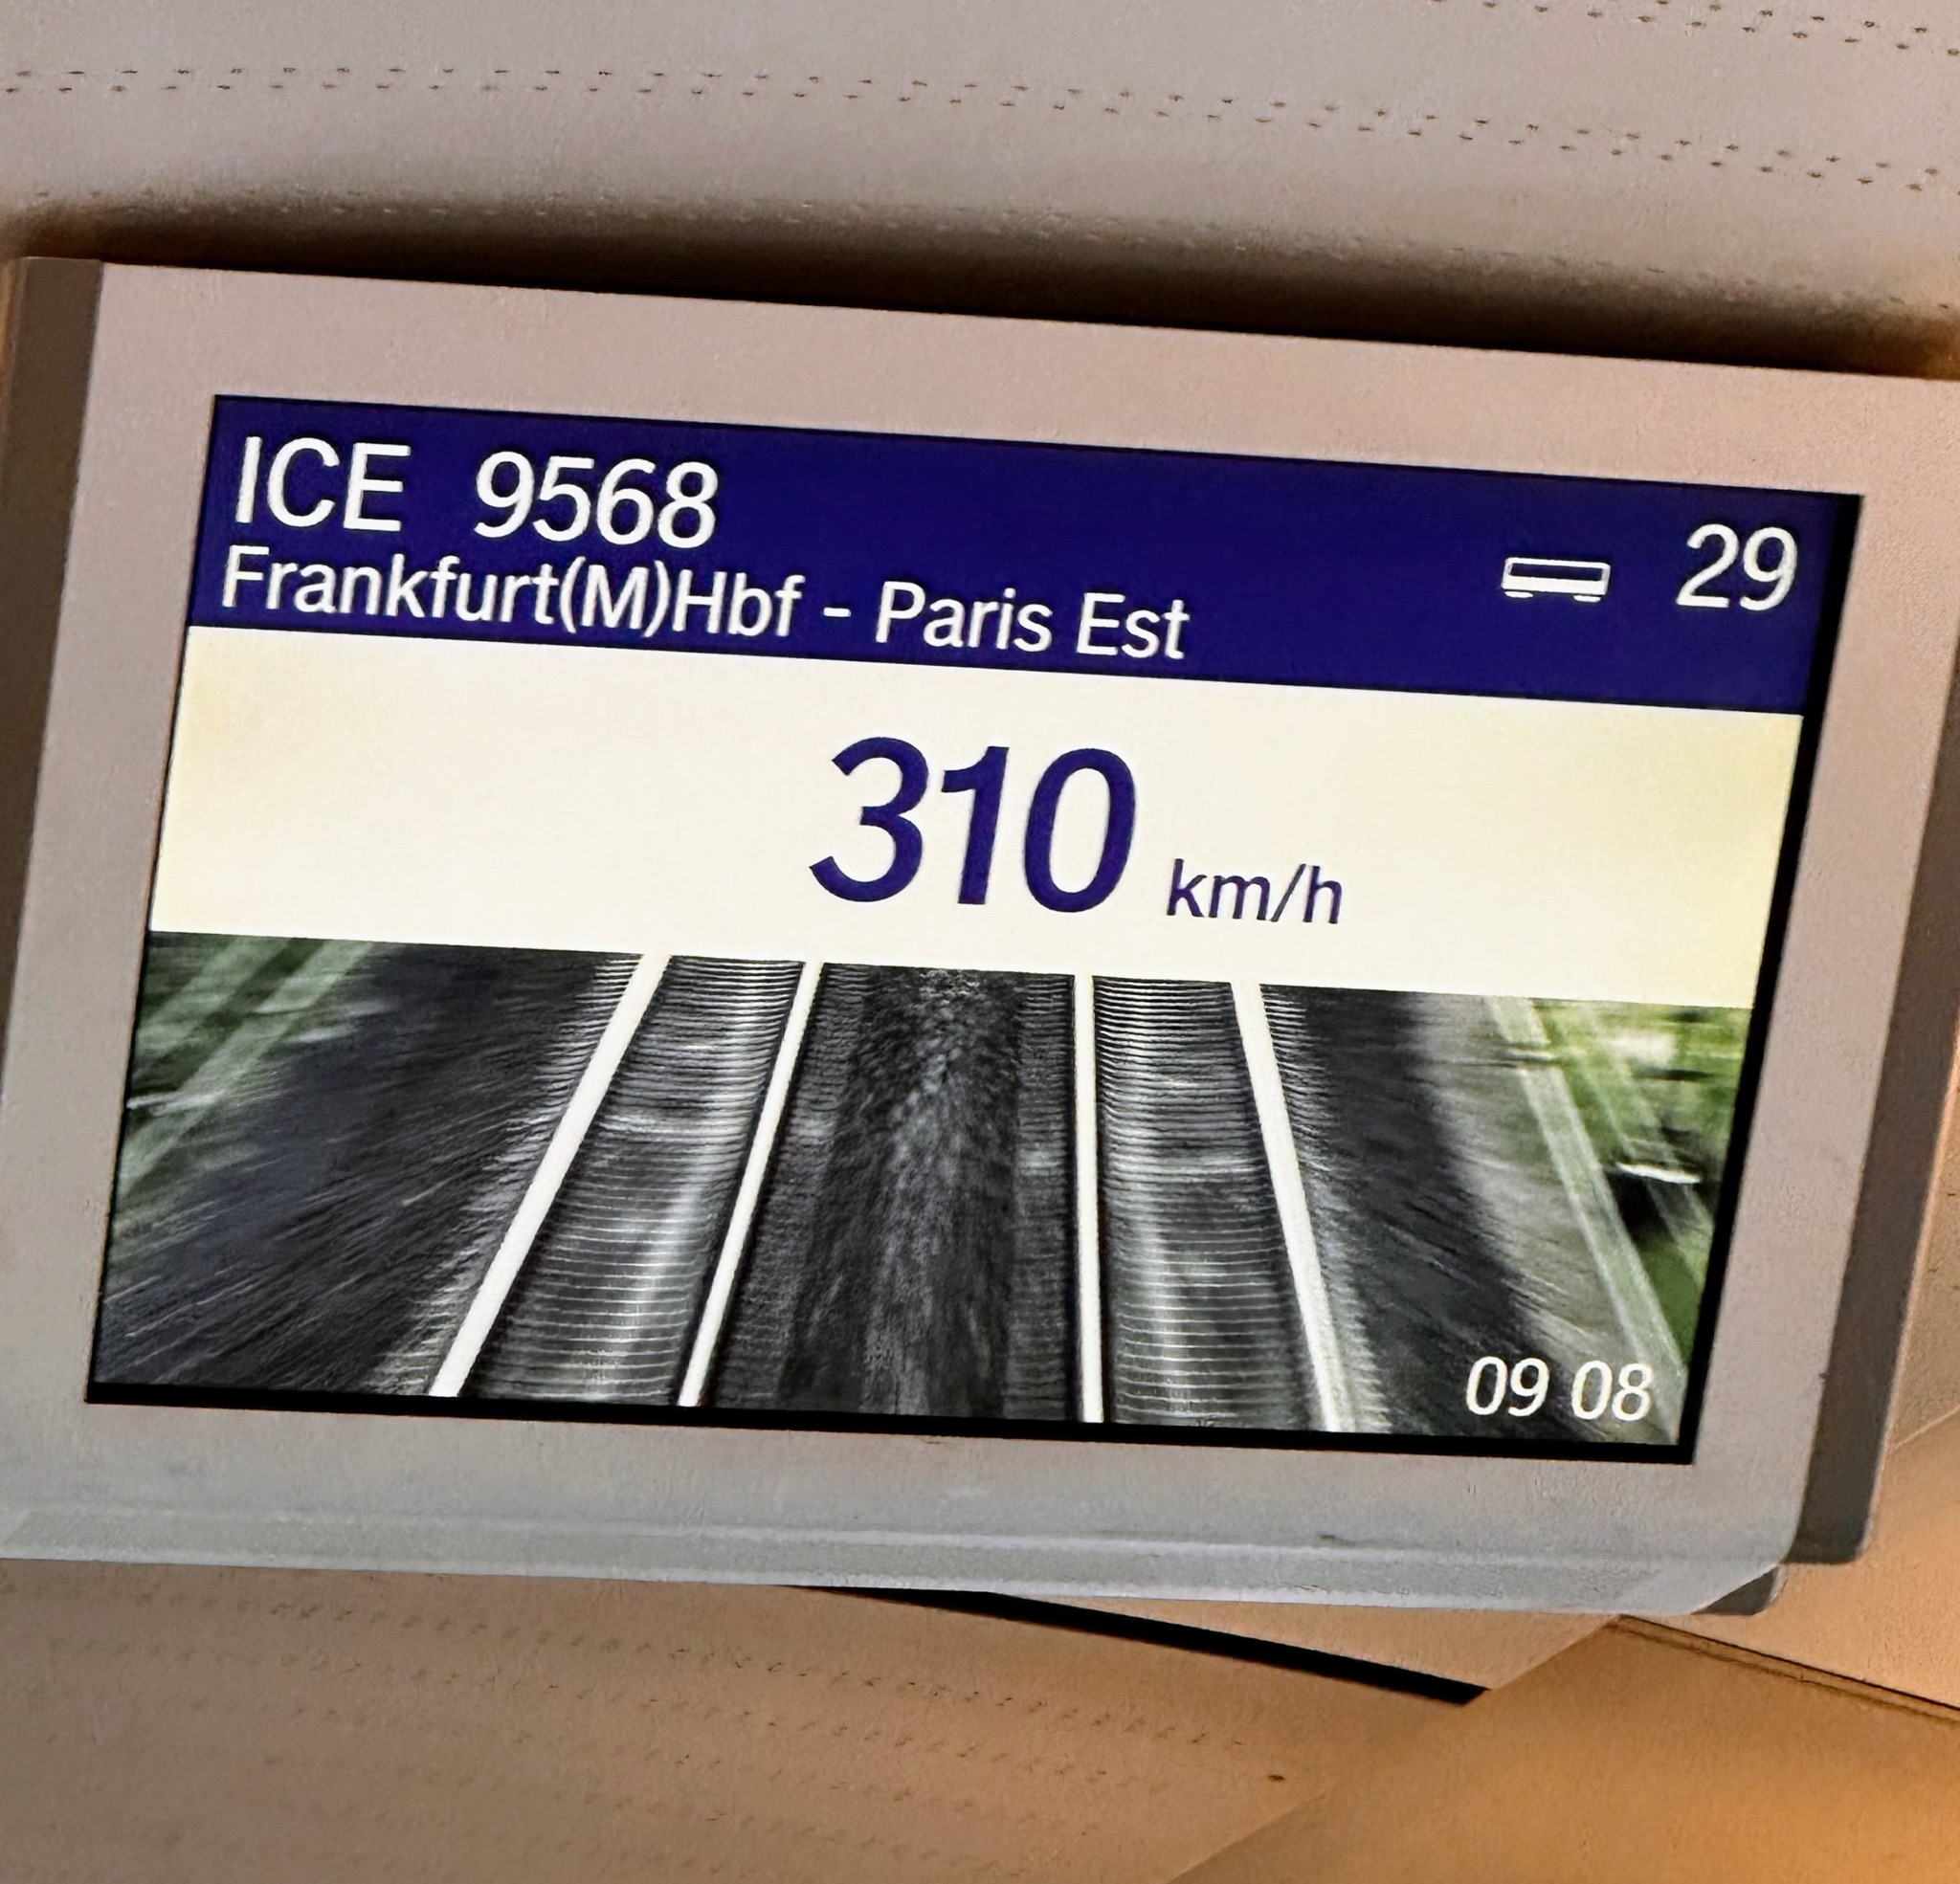 ICE 9568
29
Frankfurt(M)Hbf - Paris Est
310 km/h
09 08